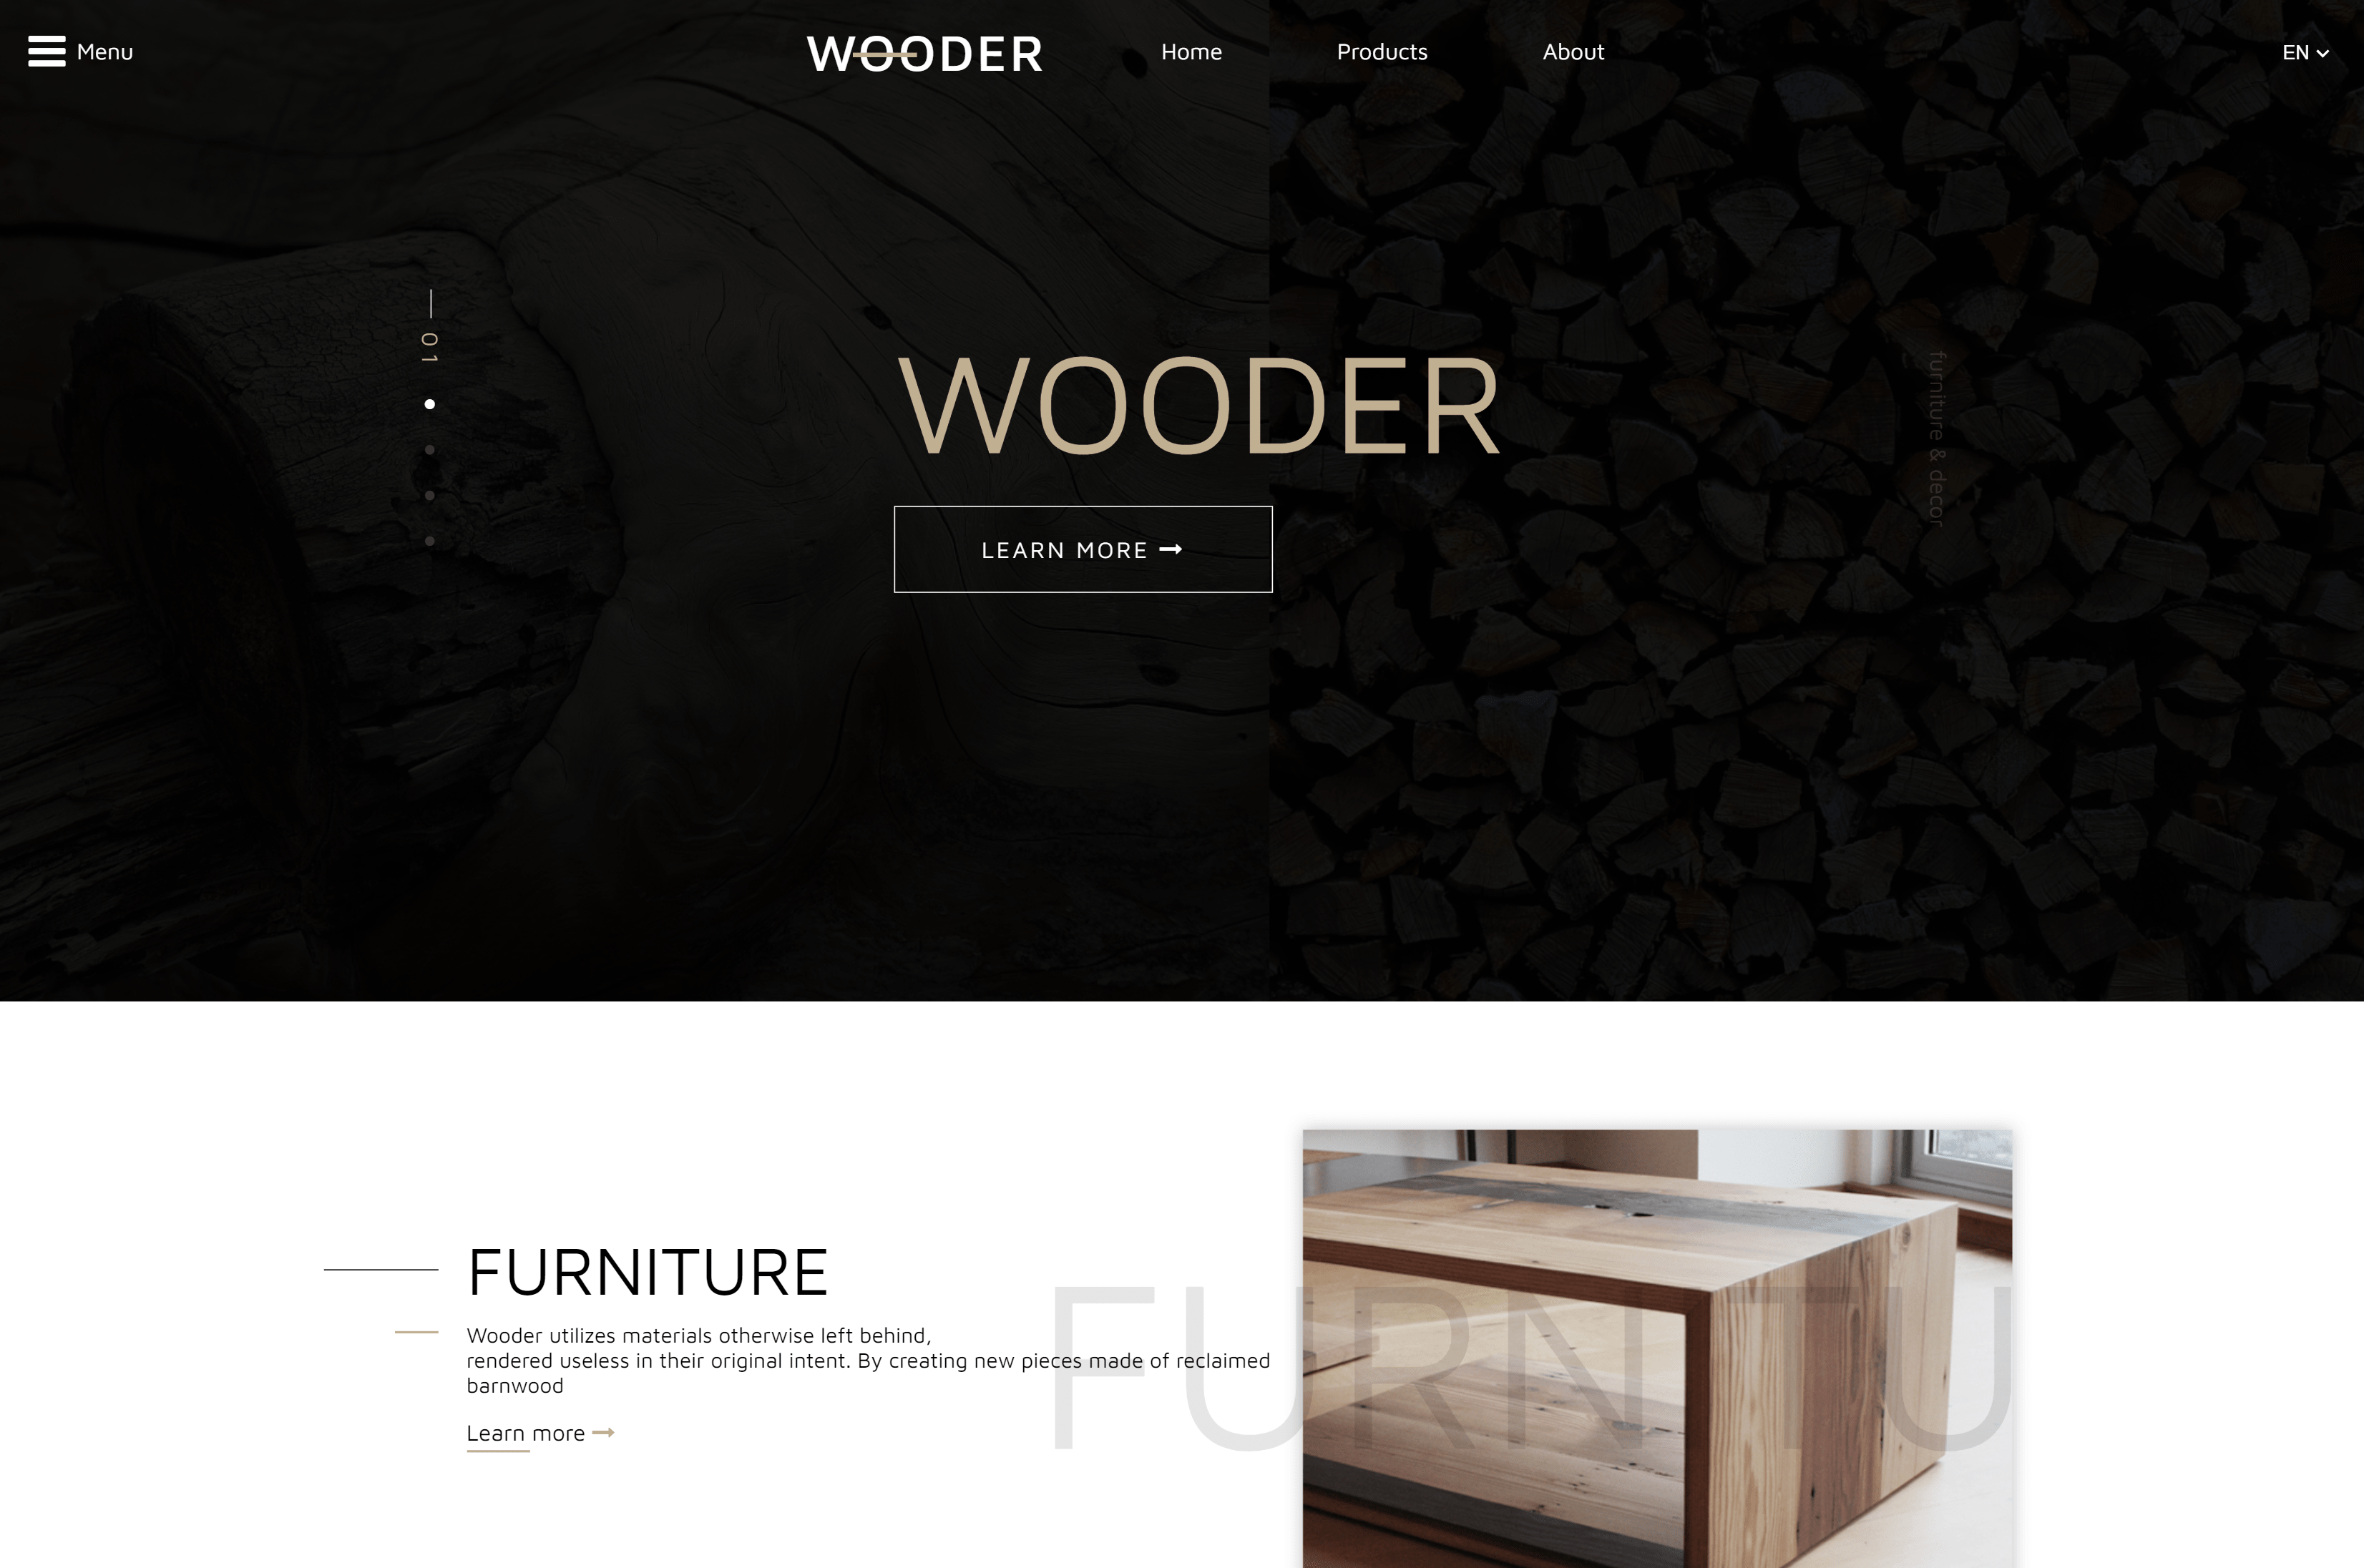 Menu
WOODER
Home
Products
About
EN
01
WOODER
furniture & decor
LEARN MORE
FURNITURE
FURNITU
Wooder utilizes materials otherwise left behind,
rendered useless in their original intent. By creating new pieces made of reclaimed
barnwood
Learn more